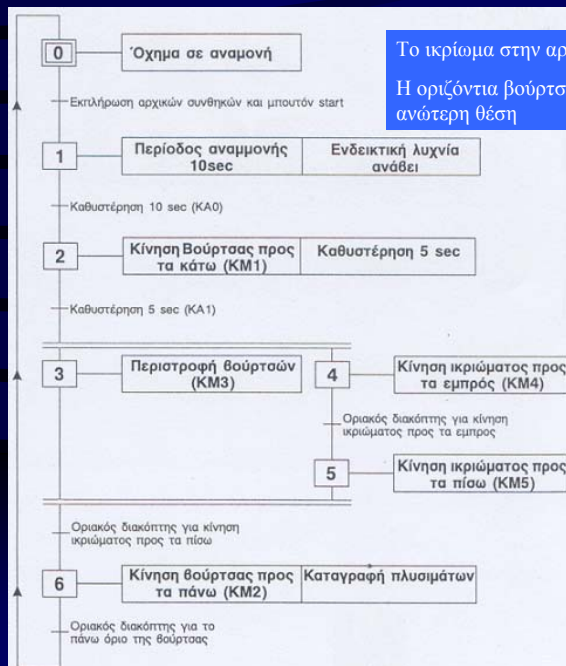 Το ικρίωμα στην
Η οριζόντια
ανώτερη θέση
0
Όχημα σε αναμονή
Εκπλήρωση αρχικών συνθηκών και μπουτόν start
1
Περίοδος αναμμονής
10sec
Ενδεικτική λυχνία
ανάβει
Καθυστέρηση 10 sec (KA0)
2
Κίνηση Βούρτσας προς
τα κάτω (KM1)
Καθυστέρηση 5 sec
Καθυστέρηση 5 sec (KA1)
3
Περιστροφή βουρτσών
(KM3)
4
Κίνηση ικριώματος προς
τα εμπρός (KM4)
Οριακός διακόπτης για κίνηση
ικριώματος προς τα εμπρος
5
Κίνηση ικριώματος προς
τα πίσω (KM5)
Οριακός διακόπτης για κίνηση
ικριώματος προς τα πίσω
6
Κίνηση βούρτσας προς
τα πάνω (KM2)
Καταγραφή πλυσιμάτων
Οριακός διακόπτης για το
πάνω όριο της βούρτσας